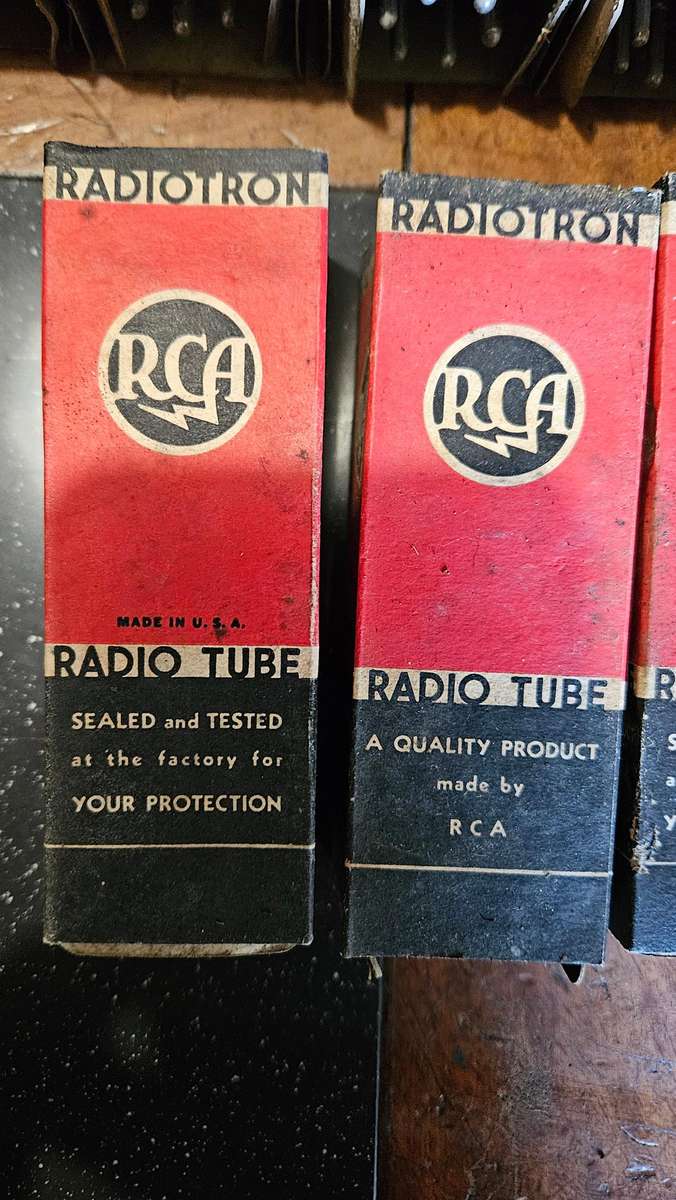 RADIOTRON
RCA
MADE IN U.S.A.
RADIO TUBE
SEALED and TESTED
at the factory for
YOUR PROTECTION
RADIOTRON
RCA
RADIO TUBE
A QUALITY PRODUCT
made by
RCA
R
S
a
Y